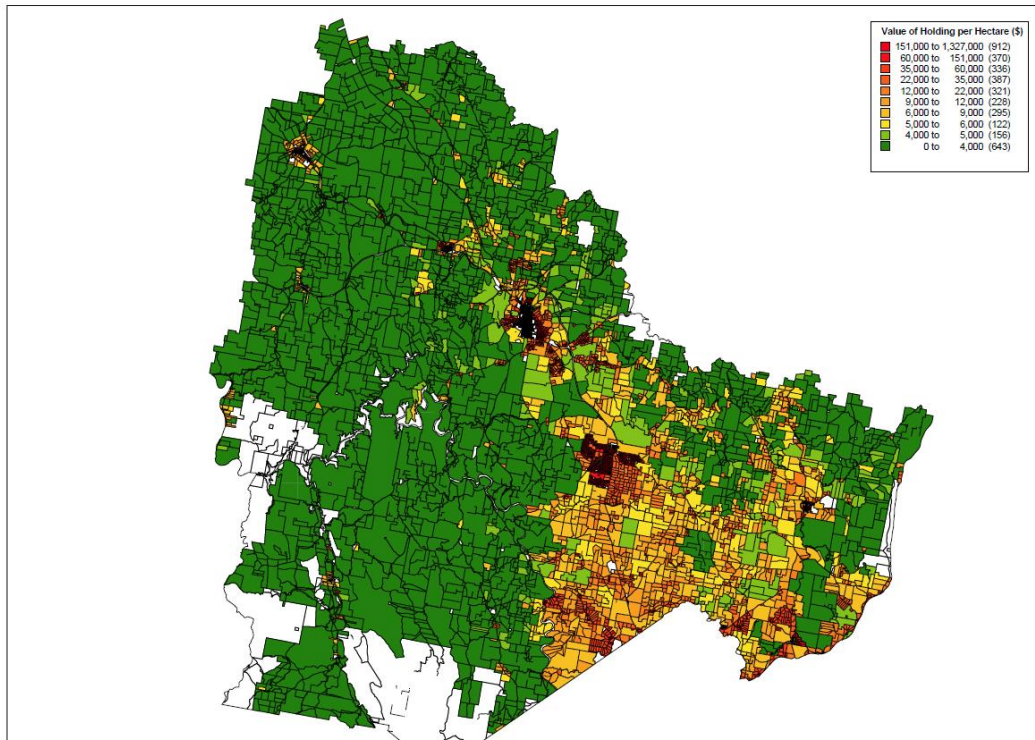 Value of Holding per Hectare ($)
151,000 to 1,327,000 (912)
60,000 to 151,000 (370)
35,000 to 60,000 (336)
22,000 to 35,000 (387)
12,000 to 22,000 (321)
9,000 to 12,000 (228)
6,000 to 9,000 (295)
5,000 to 6,000 (122)
4,000 to 5,000 (156)
0 to 4,000 (643)